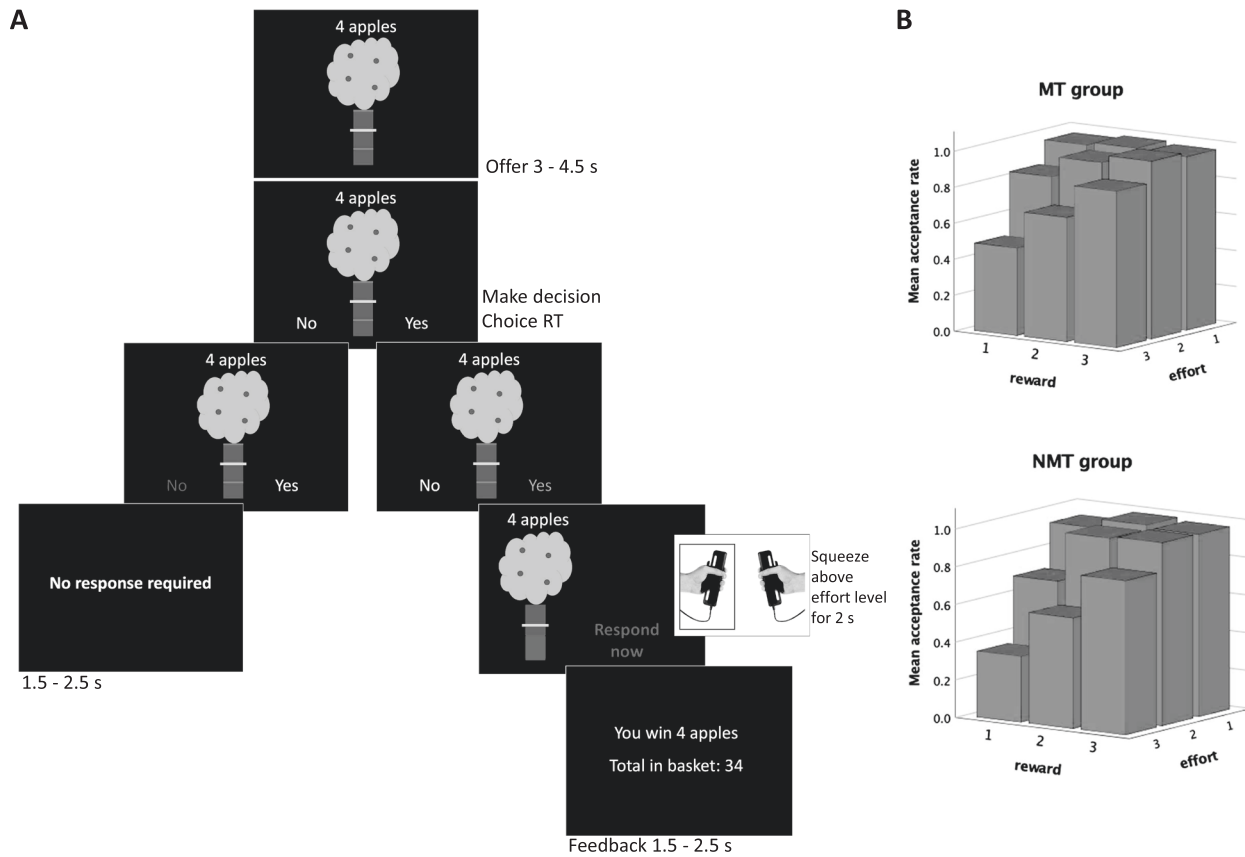 A
4 apples
Offer 3 - 4.5 s
4 apples
No
Yes
Make decision
Choice RT
4 apples
No
Yes
4 apples
No
Yes
No response required
1.5 - 2.5 s
4 apples
Respond
now
Squeeze
above
effort level
for 2 s
You win 4 apples
Total in basket: 34
Feedback 1.5 - 2.5 s
B
MT group
Mean acceptance rate
1.0
0.8
0.6
0.4
0.2
0.0
1
2
3
reward
3
2
1
effort
NMT group
Mean acceptance rate
1.0
0.8
0.6
0.4
0.2
0.0
1
2
3
reward
3
2
1
effort